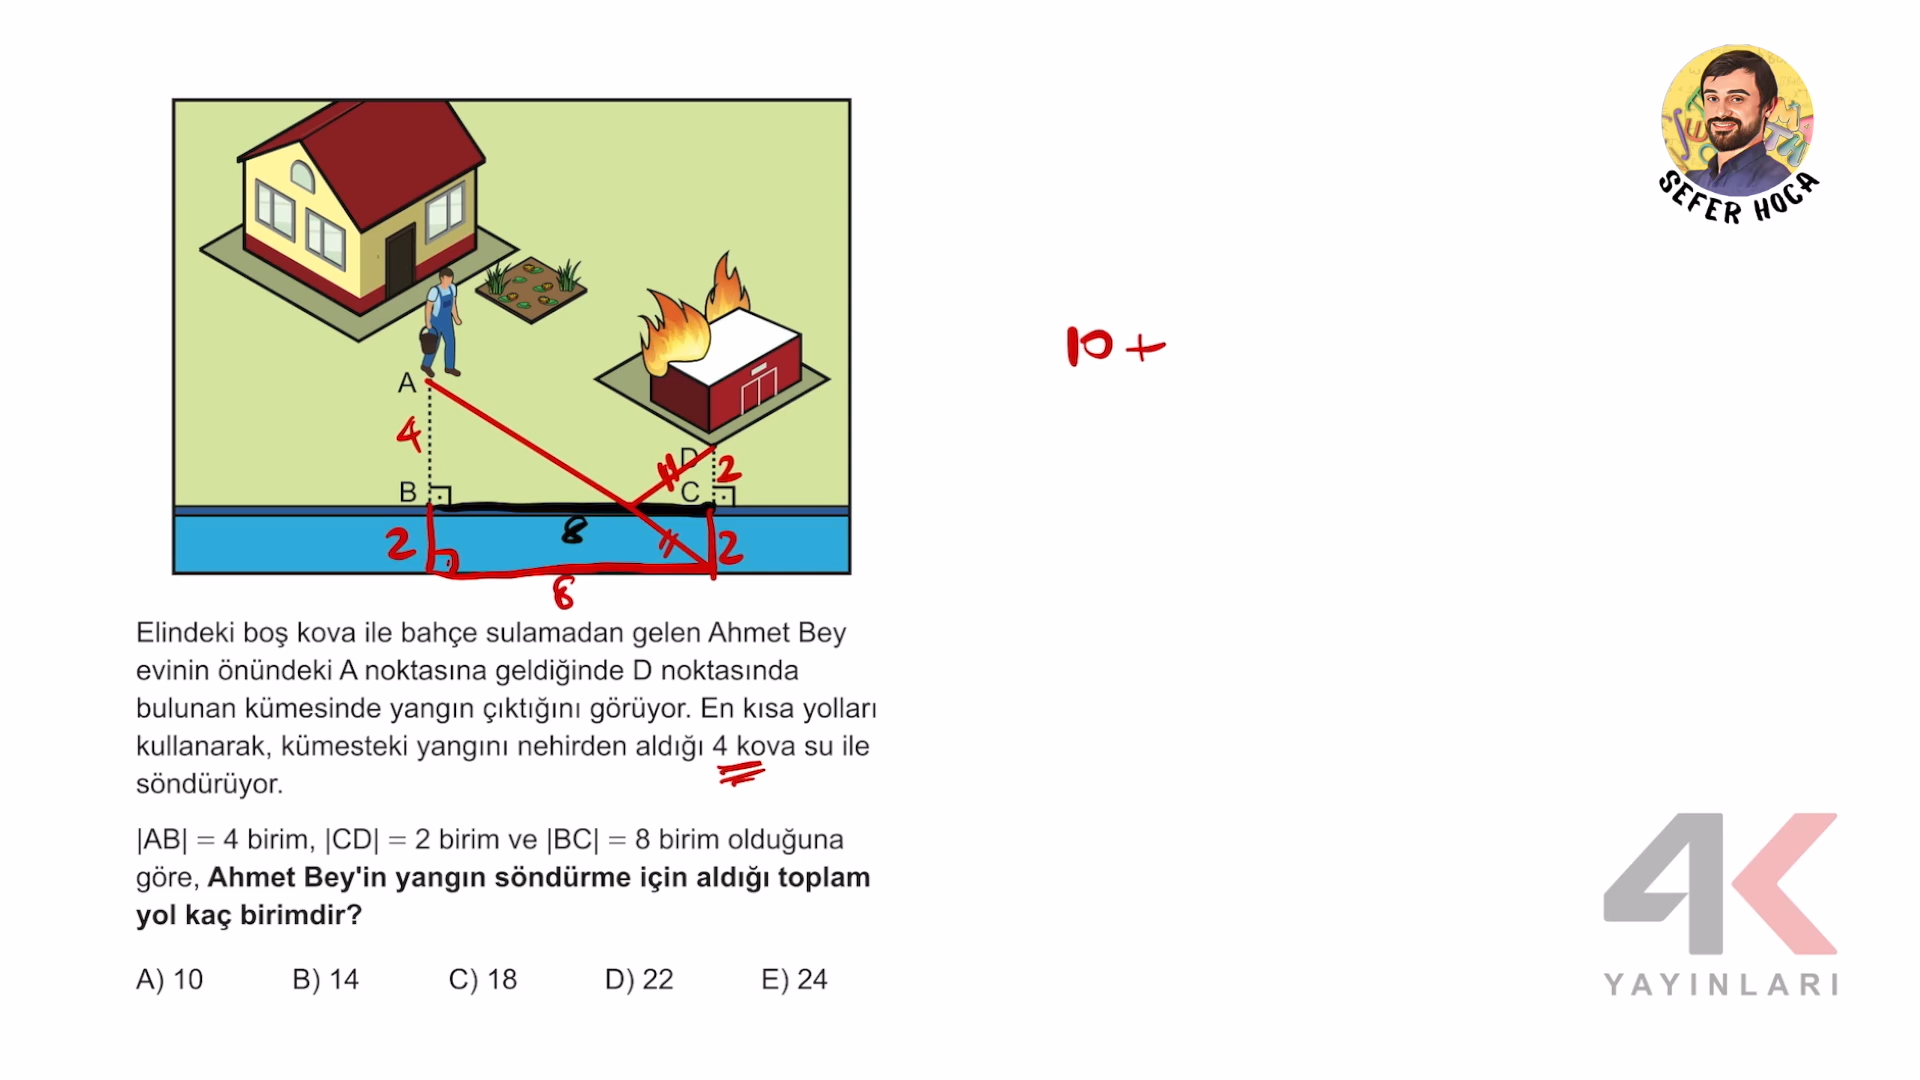 SEFER HOCA
10 +
A
4
D
2
B
C
8
2
2
8
Elindeki boş kova ile bahçe sulamadan gelen Ahmet Bey
evinin önündeki A noktasına geldiğinde D noktasında
bulunan kümesinde yangın çıktığını görüyor. En kısa yolları
kullanarak, kümesteki yangını nehirden aldığı 4 kova su ile
söndürüyor.
|AB| = 4 birim, |CD| = 2 birim ve |BC| = 8 birim olduğuna
göre, Ahmet Bey'in yangın söndürme için aldığı toplam
yol kaç birimdir?
A) 10 B) 14 C) 18 D) 22 E) 24
4K
YAYINLARI